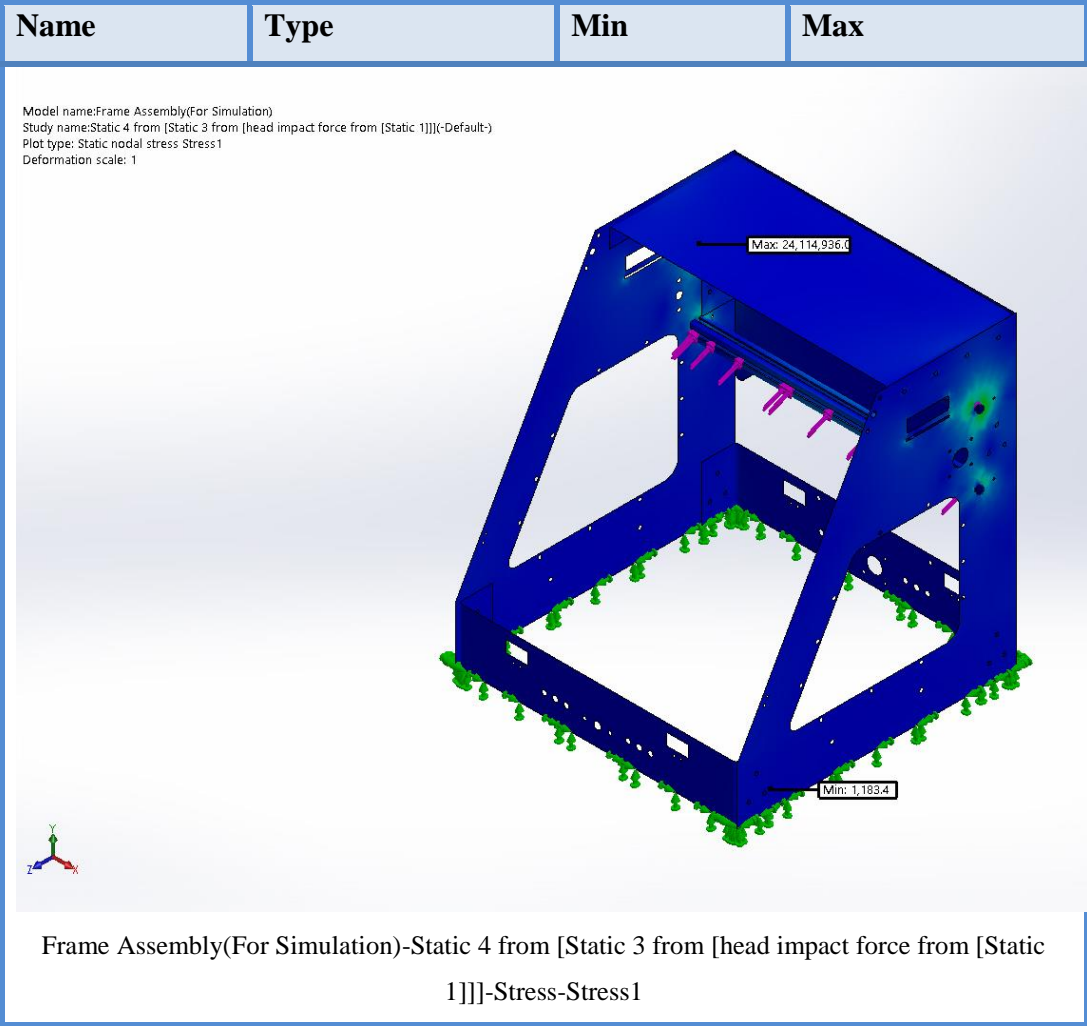 Name Type Min Max
Model name:Frame Assembly(For Simulation)
Study name:Static 4 from [Static 3 from [head impact force from [Static 1]]](-Default-)
Plot type: Static nodal stress Stress1
Deformation scale: 1
Max: 24,114,936.0
Min: 1,183.4
Y
Z
X
Frame Assembly(For Simulation)-Static 4 from [Static 3 from [head impact force from [Static
1]]]-Stress-Stress1